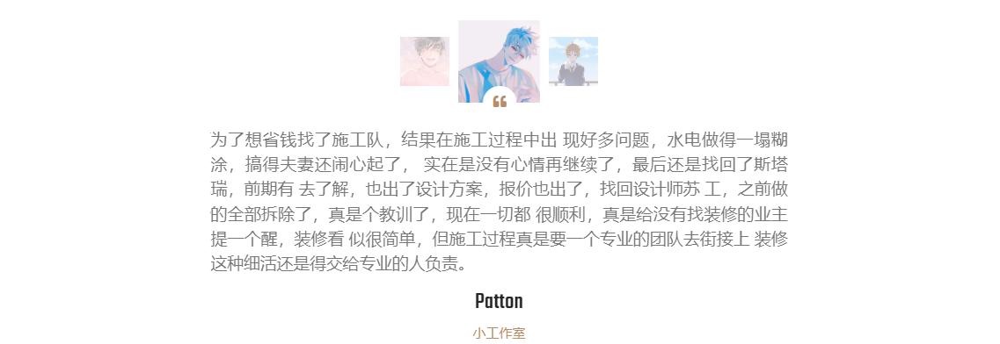 为了想省钱找了施工队，结果在施工过程中出 现好多问题，水电做得一塌糊
涂，搞得夫妻还闹心起了， 实在是没有心情再继续了，最后还是找回了斯塔
瑞，前期有 去了解，也出了设计方案，报价也出了，找回设计师苏 工，之前做
的全部拆除了，真是个教训了，现在一切都 很顺利，真是给没有找装修的业主
提一个醒，装修看 似很简单，但施工过程真是要一个专业的团队去街接上 装修
这种细活还是得交给专业的人负责。
Patton
小工作室